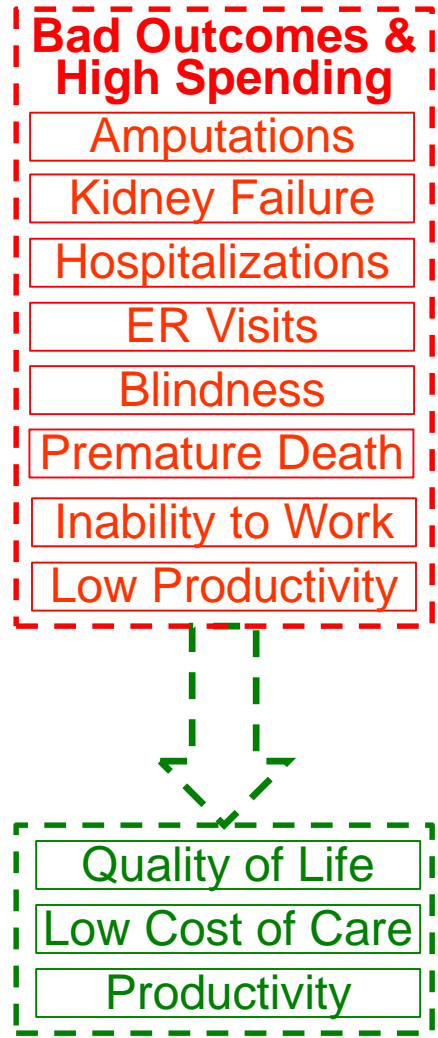 Bad Outcomes &
High Spending
Amputations
Kidney Failure
Hospitalizations
ER Visits
Blindness
Premature Death
Inability to Work
Low Productivity
Quality of Life
Low Cost of Care
Productivity